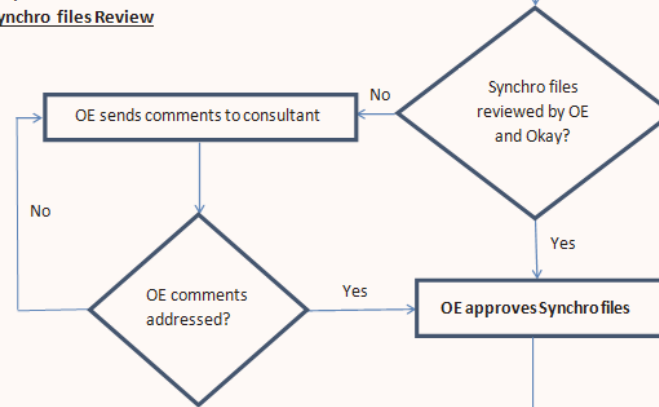 ynchro files Review
Synchro files
reviewed by OE
and Okay?
No
OE sends comments to consultant
No
Yes
OE comments
addressed?
Yes
OE approves Synchro files